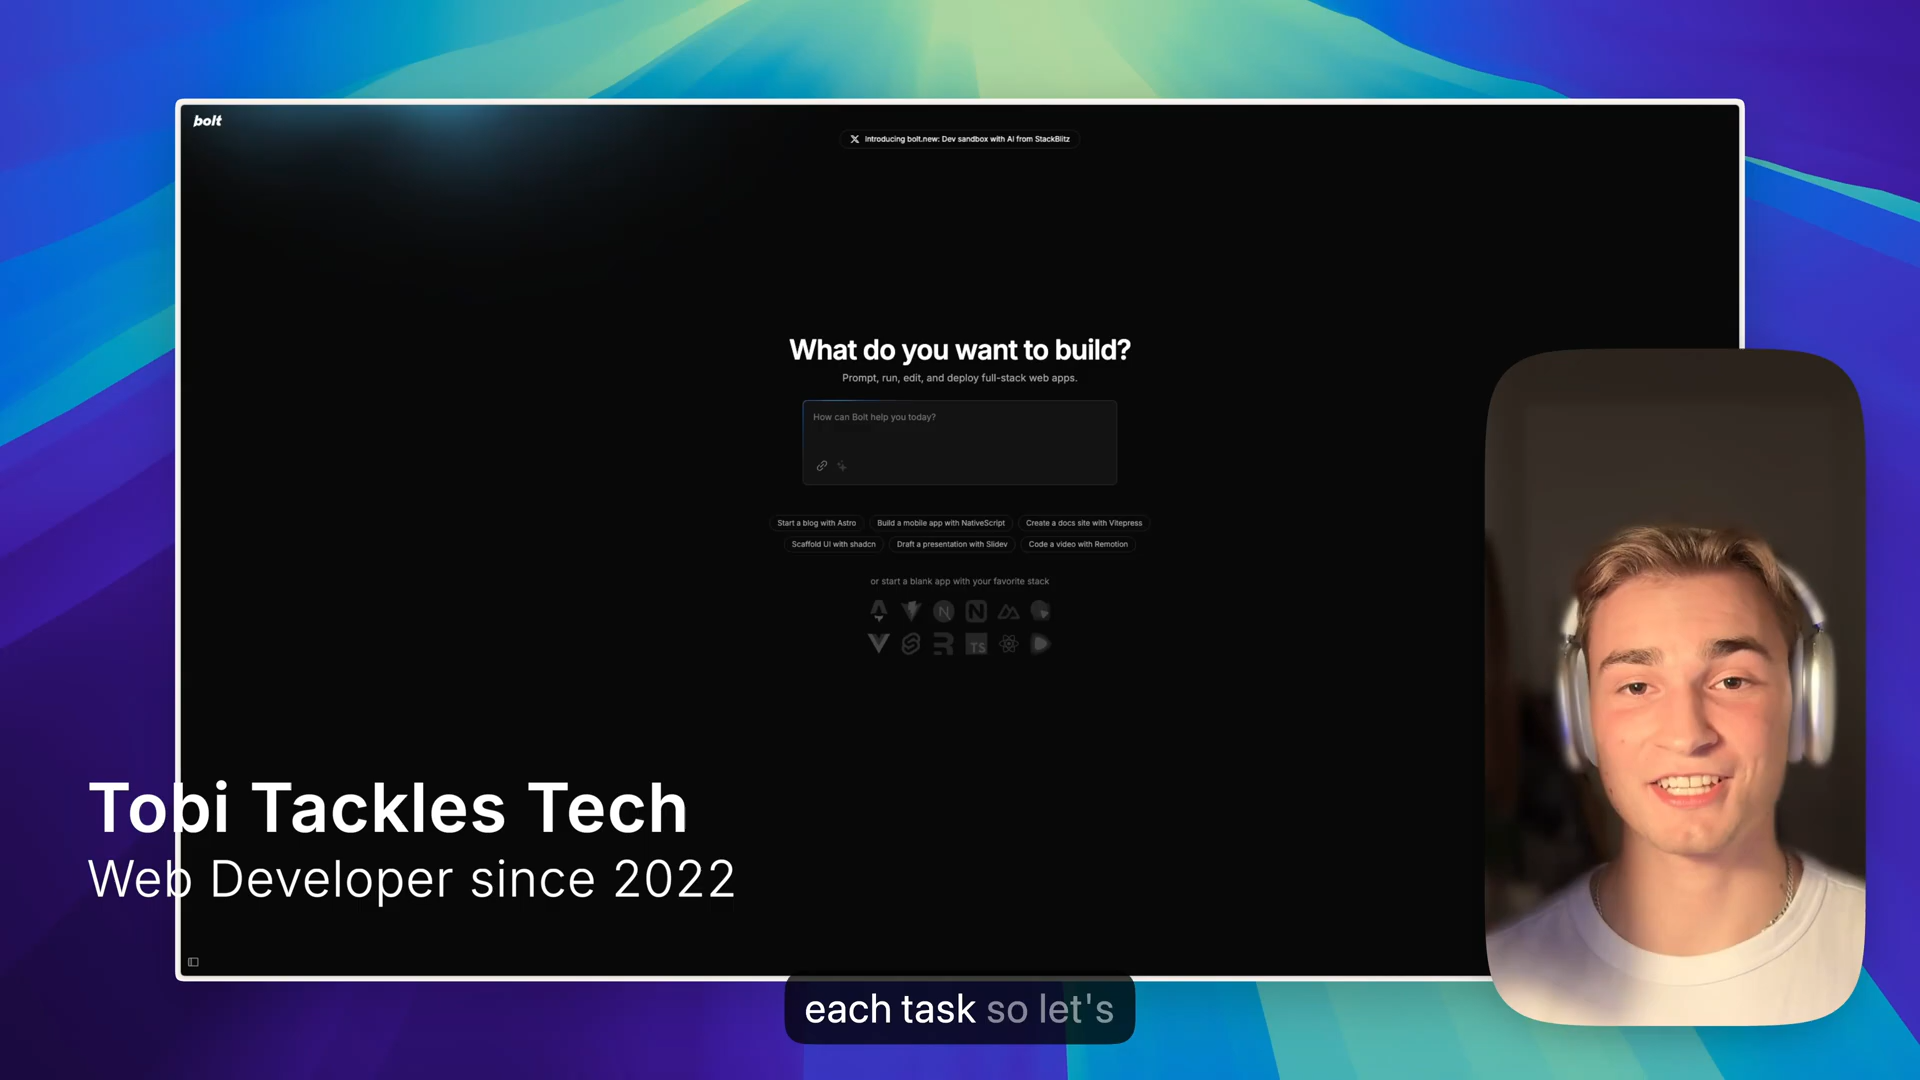 bolt
Introducing bolt.new: Dev sandbox with AI from StackBlitz
What do you want to build?
Prompt, run, edit, and deploy full-stack web apps.
How can Bolt help you today?
Start a blog with Astro
Build a mobile app with NativeScript
Create a docs site with Vitepress
Scaffold UI with shadcn
Draft a presentation with Slidev
Code a video with Remotion
or start a blank app with your favorite stack
N
N
TS
Tobi Tackles Tech
Web Developer since 2022
each task so let's